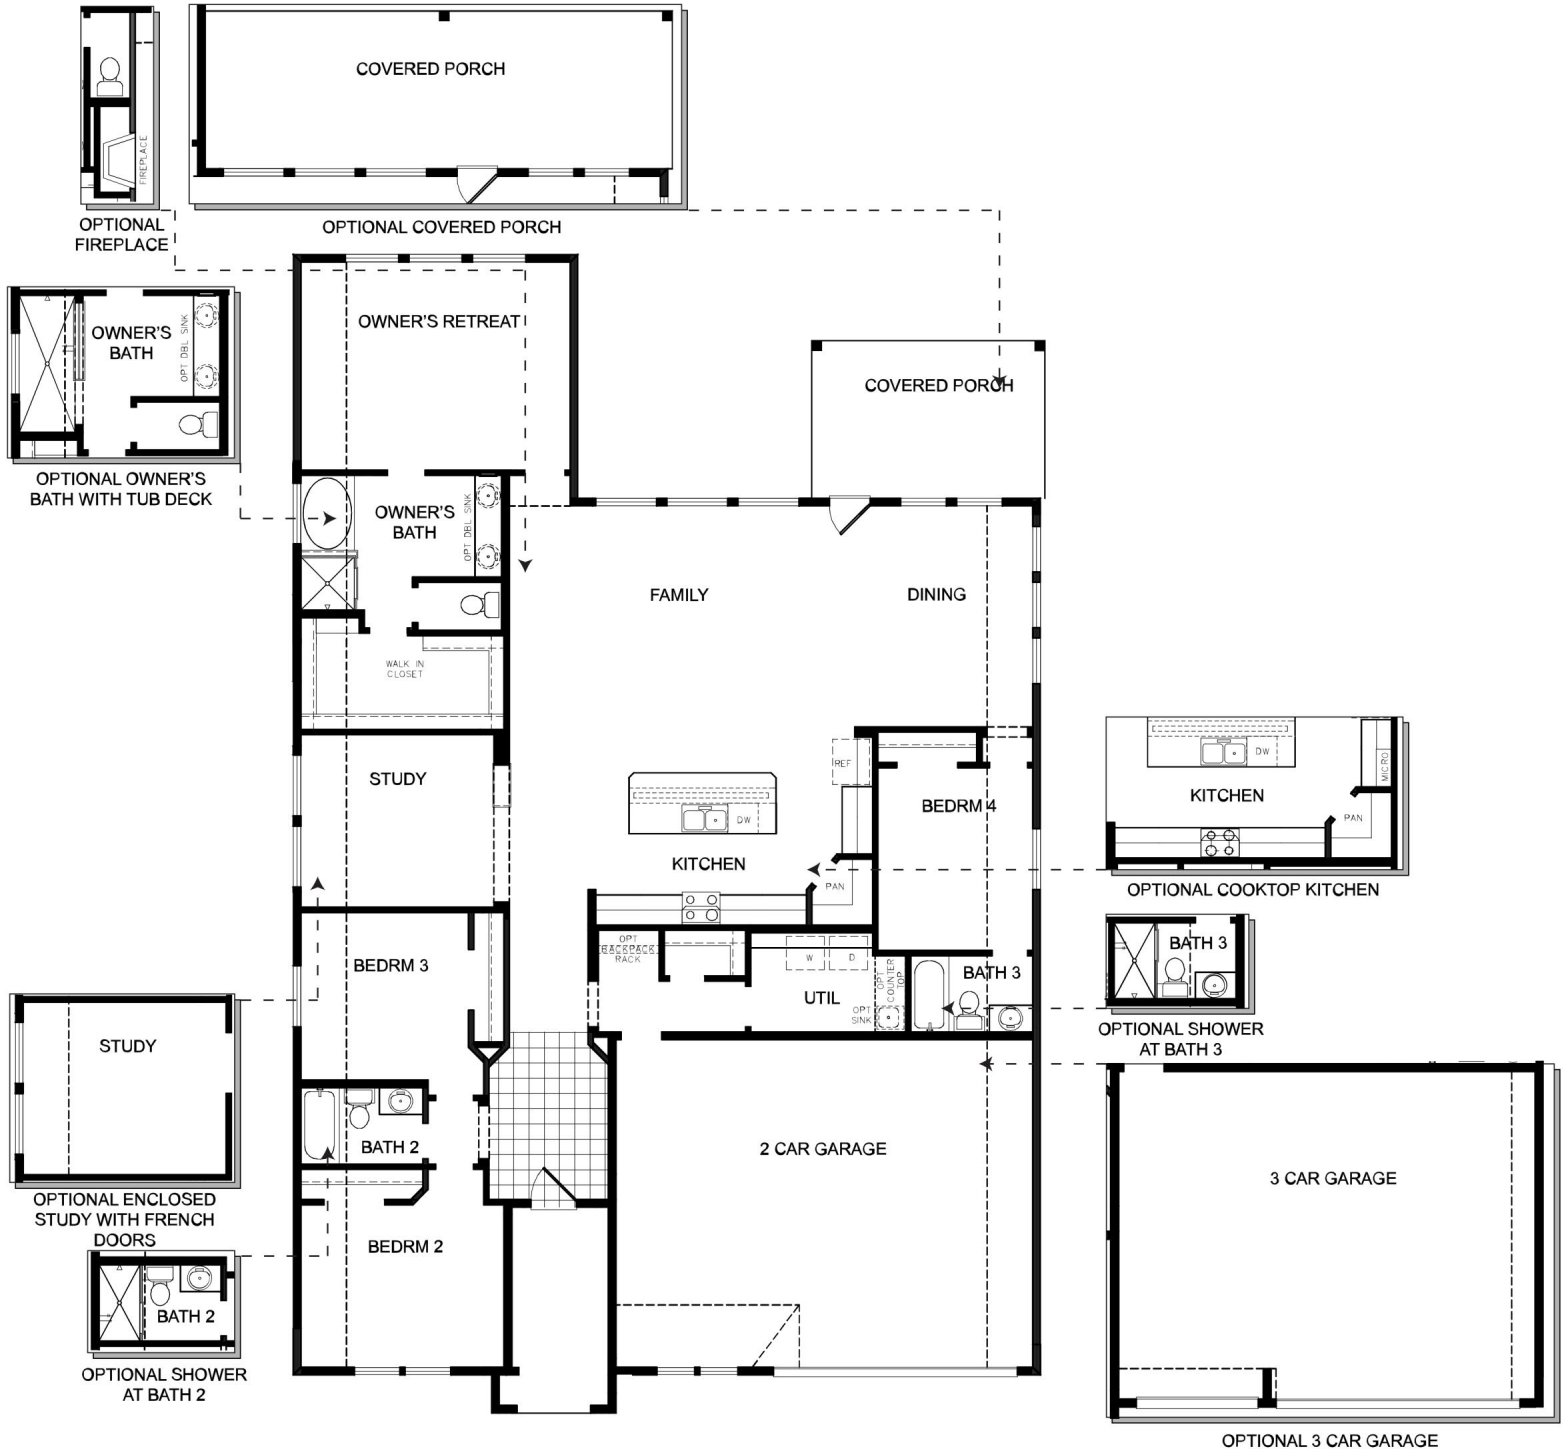 COVERED PORCH
FIREPLACE
OPTIONAL
FIREPLACE
OPTIONAL COVERED PORCH
OWNER'S RETREAT
OWNER'S
BATH
OPT DBL SINK
COVERED PORCH
OPTIONAL OWNER'S
BATH WITH TUB DECK
OWNER'S
BATH
OPT DBL SINK
FAMILY
DINING
WALK IN
CLOSET
STUDY
REF
BEDRM 4
DW
KITCHEN
PAN
DW
MICRO
KITCHEN
PAN
OPTIONAL COOKTOP KITCHEN
BEDRM 3
OPT
BACKPACK
RACK
W
D
UTIL
OPT
COUNTER
TOP
OPT
SINK
BATH 3
BATH 3
OPTIONAL SHOWER
AT BATH 3
STUDY
OPTIONAL ENCLOSED
STUDY WITH FRENCH
DOORS
BATH 2
2 CAR GARAGE
3 CAR GARAGE
BEDRM 2
BATH 2
OPTIONAL SHOWER
AT BATH 2
OPTIONAL 3 CAR GARAGE